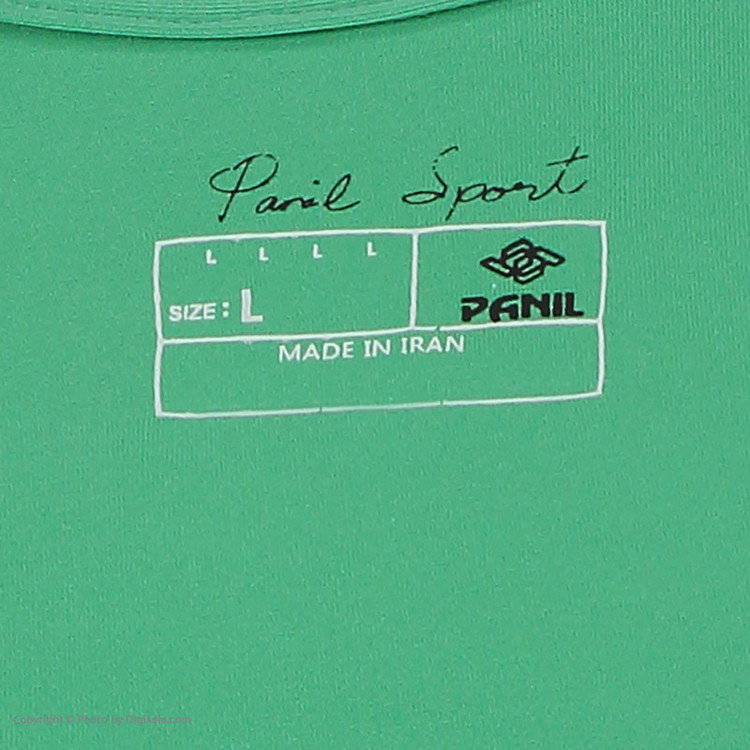 Panil Sport
L L L L
SIZE: L
PANIL
MADE IN IRAN
Copyright © Photo by Digikala.com